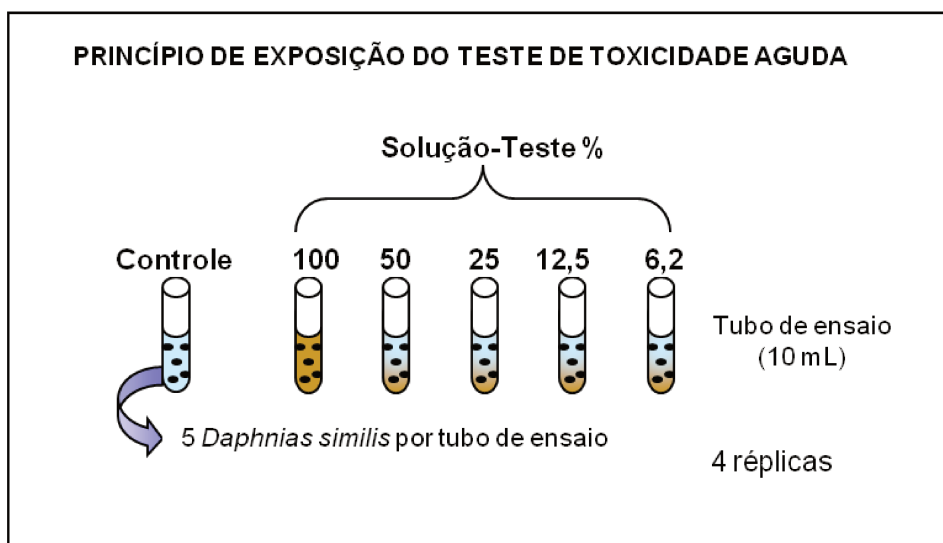 PRINCÍPIO DE EXPOSIÇÃO DO TESTE DE TOXICIDADE AGUDA
Solução-Teste %
Controle 100 50 25 12,5 6,2
Tubo de ensaio
(10 mL)
5 Daphnias similis por tubo de ensaio
4 réplicas